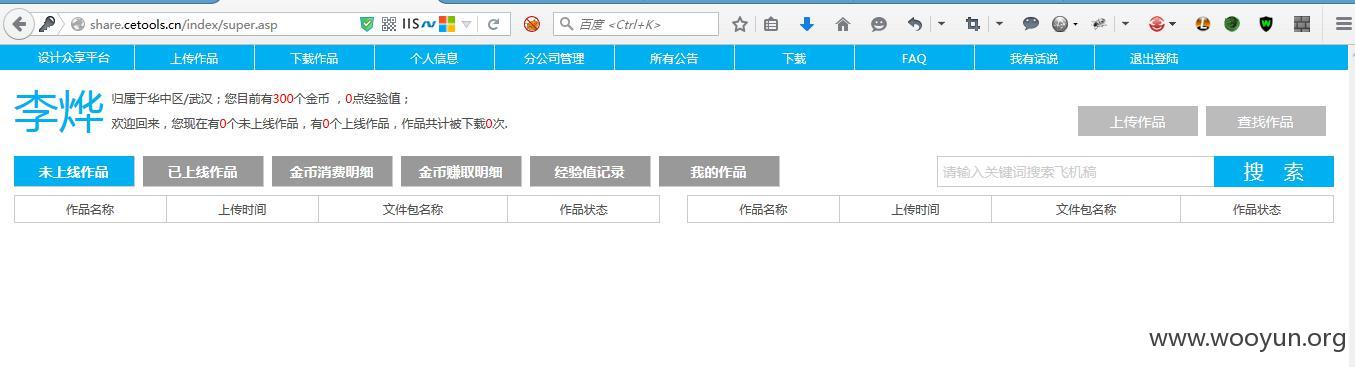 share.cetools.cn/index/super.asp IIS 百度 <Ctrl+K>
设计众享平台 上传作品 下载作品 个人信息 分公司管理 所有公告 下载 FAQ 我有话说 退出登陆
李烨
归属于华中区/武汉；您目前有300个金币 ，0点经验值；
欢迎回来，您现在有0个未上线作品，有0个上线作品，作品共计被下载0次.
上传作品 查找作品
未上线作品 已上线作品 金币消费明细 金币赚取明细 经验值记录 我的作品 请输入关键词搜索飞机稿 搜 索
作品名称 上传时间 文件包名称 作品状态 作品名称 上传时间 文件包名称 作品状态
www.wooyun.org